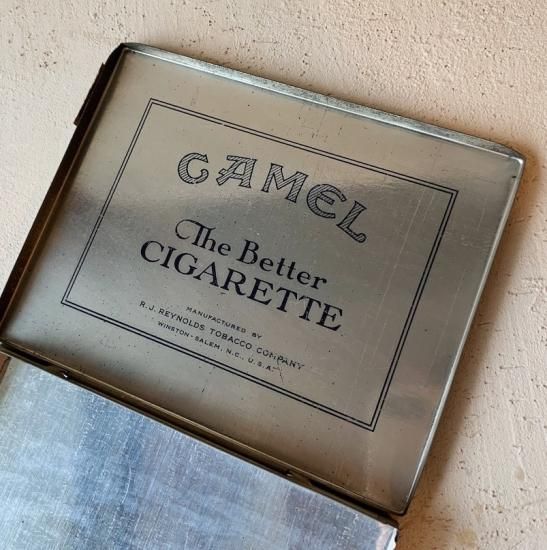 CAMEL
The Better
CIGARETTE
MANUFACTURED BY
R.J. REYNOLDS TOBACCO COMPANY
WINSTON-SALEM, N.C., U.S.A.